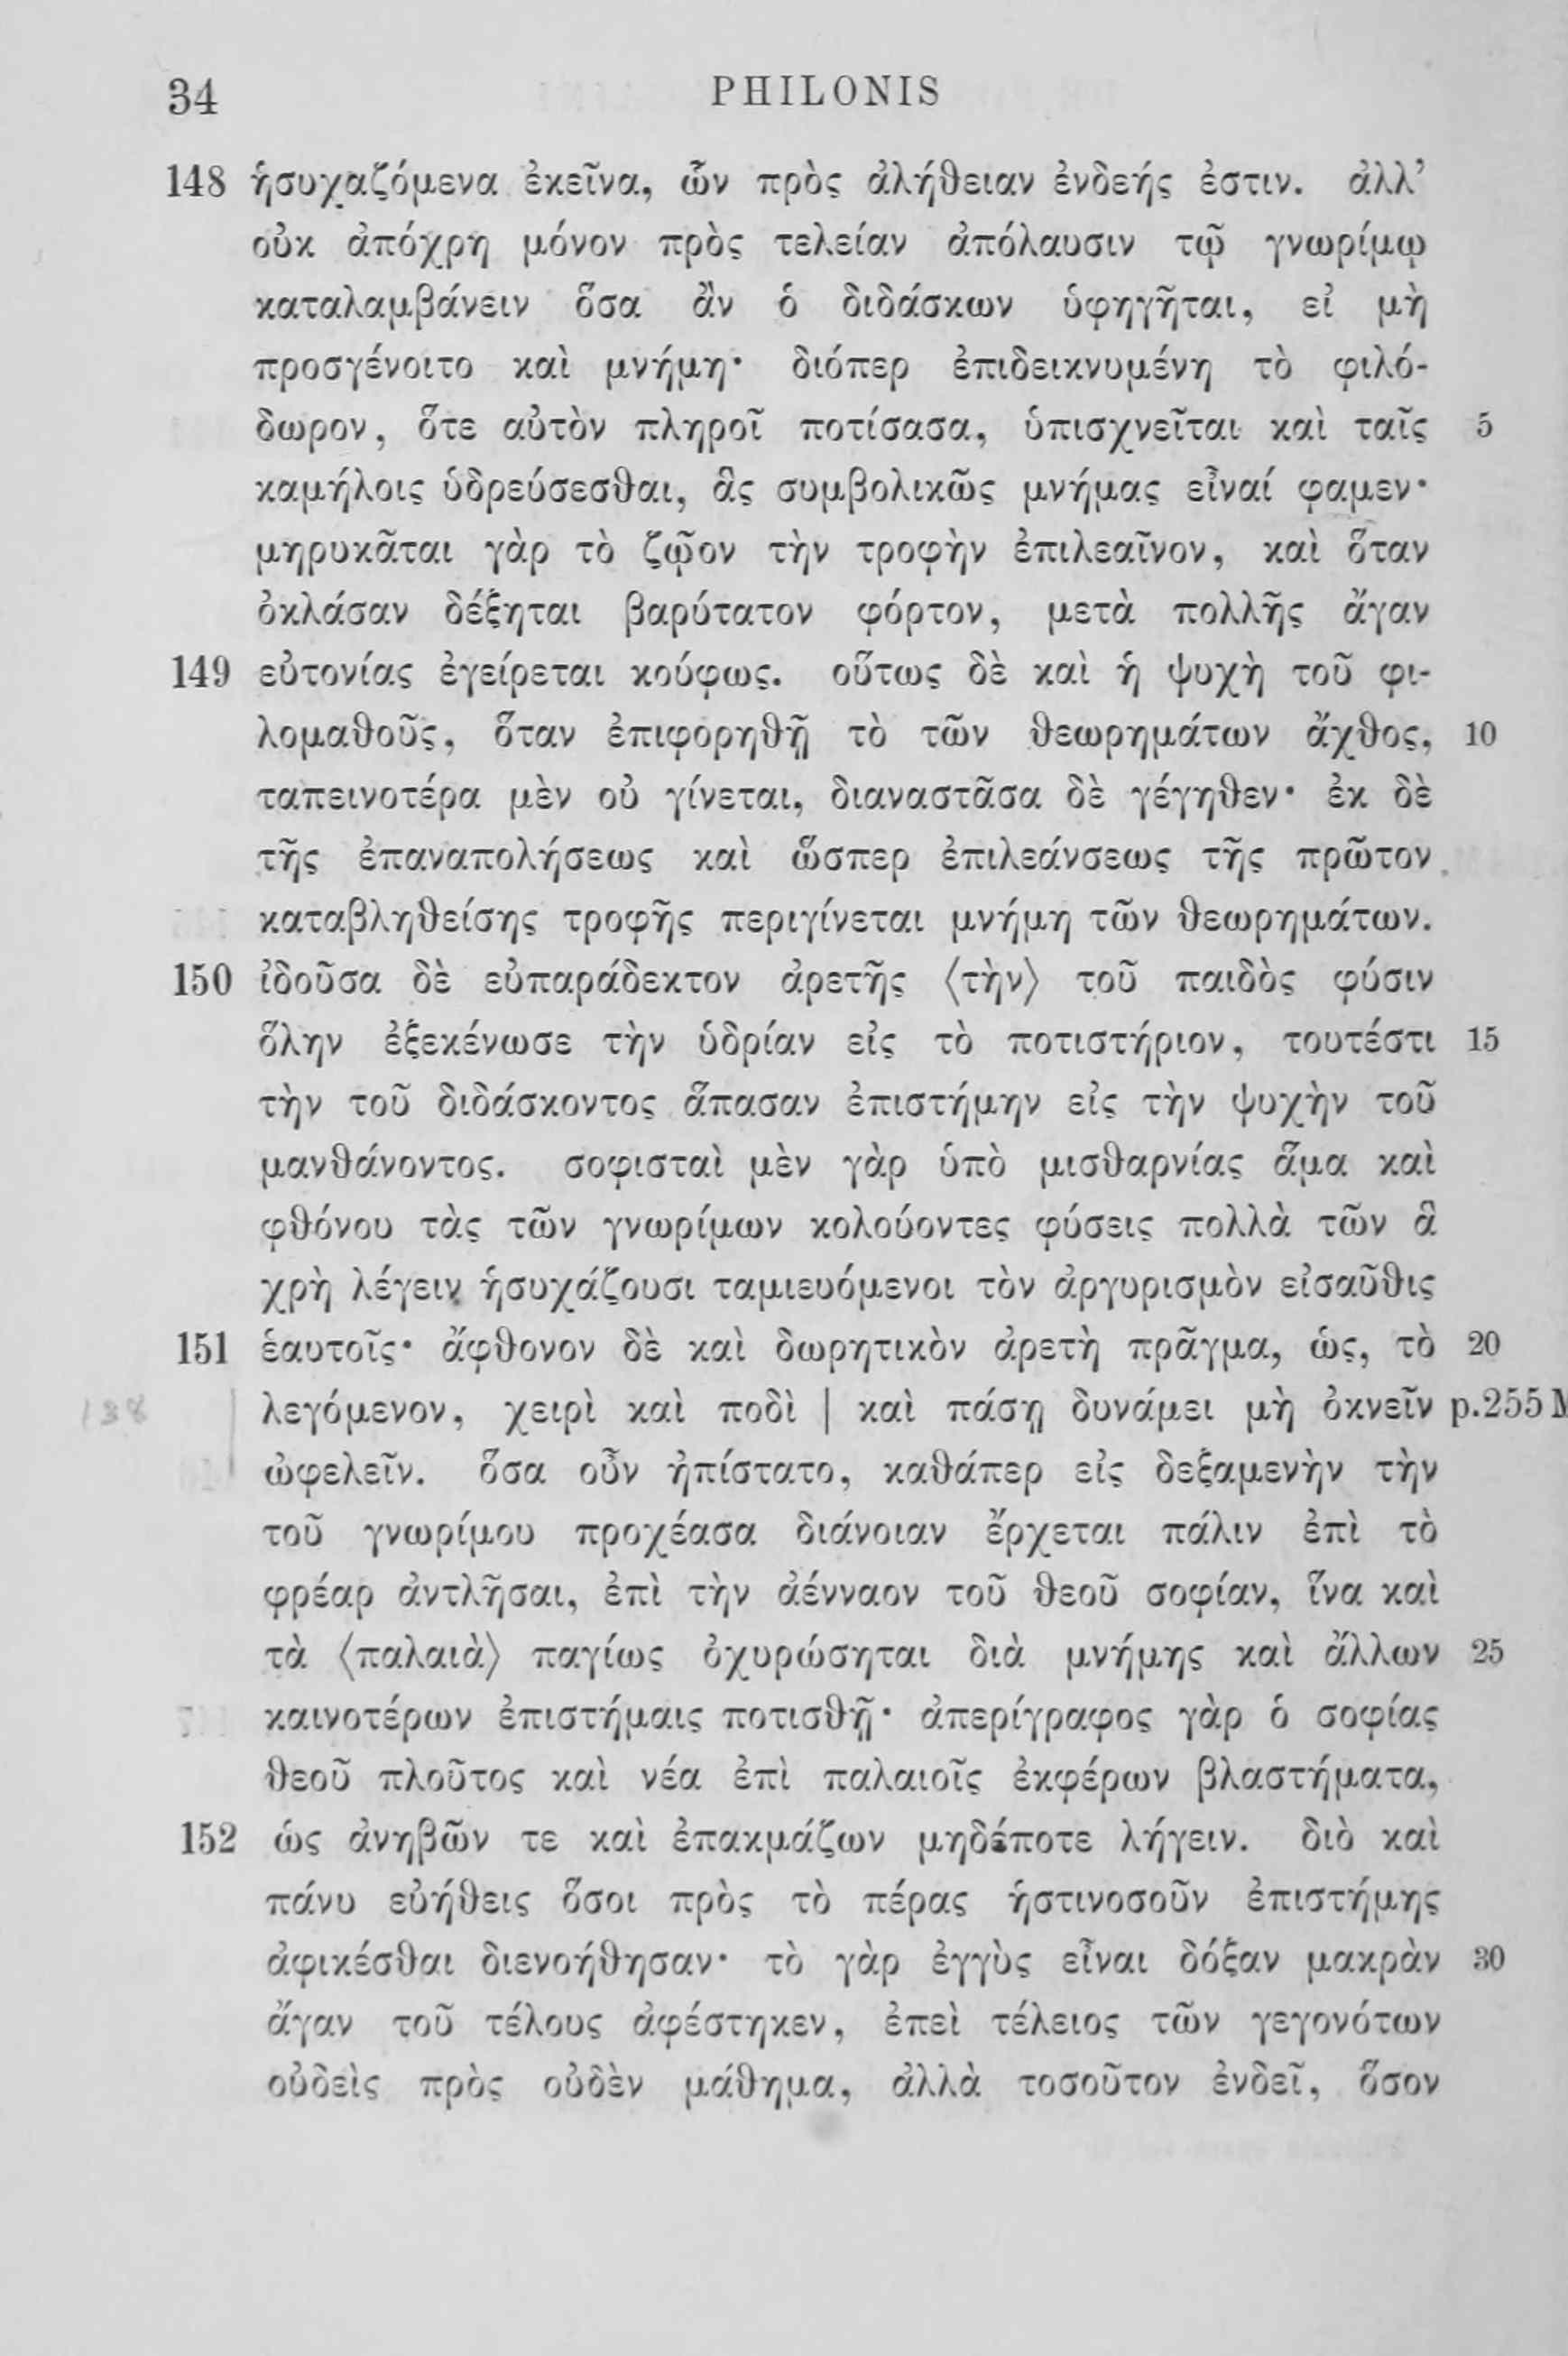 34 PHILONIS
148 ἡσυχαζόμενα ἐκεῖνα, ὧν πρὸς ἀλήθειαν ἐνδεής ἐστιν. ἀλλ’
οὐκ ἀπόχρη μόνον πρὸς τελείαν ἀπόλαυσιν τῷ γνωρίμῳ
καταλαμβάνειν ὅσα ἂν ὁ διδάσκων ὑφηγῆται, εἰ μὴ
προσγένοιτο καὶ μνήμη· διόπερ ἐπιδεικνυμένη τὸ φιλό-
δωρον, ὅτε αὐτὸν πληροῖ ποτίσασα, ὑπισχνεῖται καὶ ταῖς 5
καμήλοις ὑδρεύσεσθαι, ἃς συμβολικῶς μνήμας εἶναί φαμεν·
μηρυκᾶται γὰρ τὸ ζῷον τὴν τροφὴν ἐπιλεαῖνον, καὶ ὅταν
ὀκλάσαν δέξηται βαρύτατον φόρτον, μετὰ πολλῆς ἄγαν
149 εὐτονίας ἐγείρεται κούφως. οὕτως δὲ καὶ ἡ ψυχὴ τοῦ φι-
λομαθοῦς, ὅταν ἐπιφορηθῇ τὸ τῶν θεωρημάτων ἄχθος, 10
ταπεινοτέρα μὲν οὐ γίνεται, διαναστᾶσα δὲ γέγηθεν· ἐκ δὲ
τῆς ἐπαναπολήσεως καὶ ὥσπερ ἐπιλεάνσεως τῆς πρῶτον
καταβληθείσης τροφῆς περιγίνεται μνήμη τῶν θεωρημάτων.
150 ἰδοῦσα δὲ εὐπαράδεκτον ἀρετῆς ⟨τὴν⟩ τοῦ παιδὸς φύσιν
ὅλην ἐξεκένωσε τὴν ὑδρίαν εἰς τὸ ποτιστήριον, τουτέστι 15
τὴν τοῦ διδάσκοντος ἅπασαν ἐπιστήμην εἰς τὴν ψυχὴν τοῦ
μανθάνοντος. σοφισταὶ μὲν γὰρ ὑπὸ μισθαρνίας ἅμα καὶ
φθόνου τὰς τῶν γνωρίμων κολούοντες φύσεις πολλὰ τῶν ἃ
χρὴ λέγειν ἡσυχάζουσι ταμιευόμενοι τὸν ἀργυρισμὸν εἰσαῦθις
151 ἑαυτοῖς· ἄφθονον δὲ καὶ δωρητικὸν ἀρετὴ πρᾶγμα, ὡς, τὸ 20
138 λεγόμενον, χειρὶ καὶ ποδὶ | καὶ πάσῃ δυνάμει μὴ ὀκνεῖν p.255 M
ὠφελεῖν. ὅσα οὖν ἠπίστατο, καθάπερ εἰς δεξαμενὴν τὴν
τοῦ γνωρίμου προχέασα διάνοιαν ἔρχεται πάλιν ἐπὶ τὸ
φρέαρ ἀντλῆσαι, ἐπὶ τὴν ἀένναον τοῦ θεοῦ σοφίαν, ἵνα καὶ
τὰ ⟨παλαιὰ⟩ παγίως ὀχυρώσηται διὰ μνήμης καὶ ἄλλων 25
καινοτέρων ἐπιστήμαις ποτισθῇ· ἀπερίγραφος γὰρ ὁ σοφίας
θεοῦ πλοῦτος καὶ νέα ἐπὶ παλαιοῖς ἐκφέρων βλαστήματα,
152 ὡς ἀνηβῶν τε καὶ ἐπακμάζων μηδέποτε λήγειν. διὸ καὶ
πάνυ εὐήθεις ὅσοι πρὸς τὸ πέρας ἡστινοσοῦν ἐπιστήμης
ἀφικέσθαι διενοήθησαν· τὸ γὰρ ἐγγὺς εἶναι δόξαν μακρὰν 30
ἄγαν τοῦ τέλους ἀφέστηκεν, ἐπεὶ τέλειος τῶν γεγονότων
οὐδεὶς πρὸς οὐδὲν μάθημα, ἀλλὰ τοσοῦτον ἐνδεῖ, ὅσον